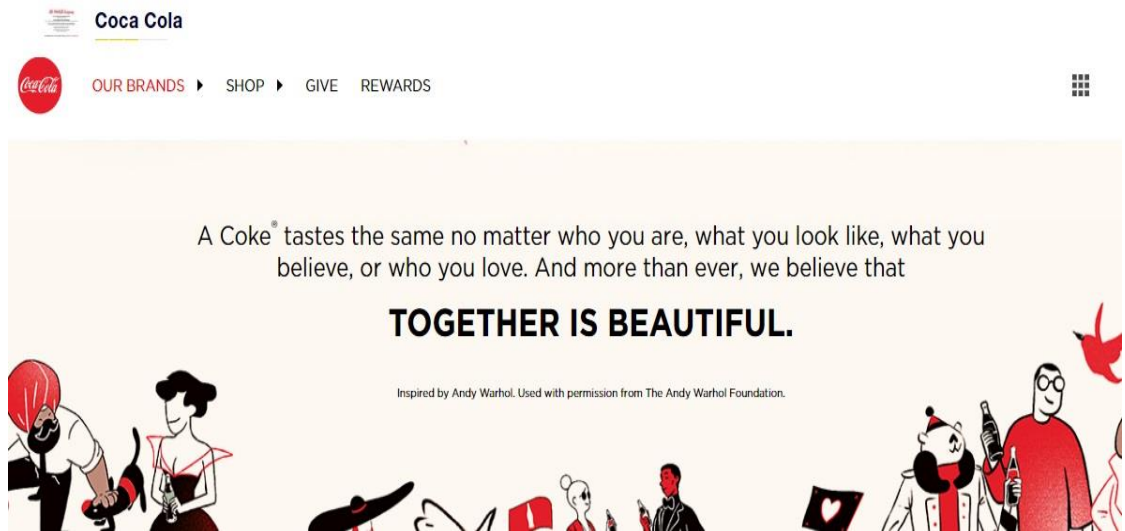 Coca Cola
Coca-Cola
OUR BRANDS SHOP GIVE REWARDS
A Coke® tastes the same no matter who you are, what you look like, what you
believe, or who you love. And more than ever, we believe that
TOGETHER IS BEAUTIFUL.
Inspired by Andy Warhol. Used with permission from The Andy Warhol Foundation.